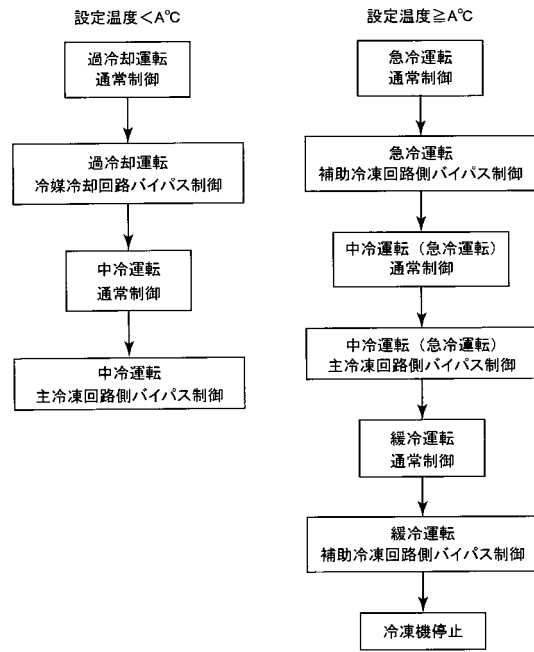 設定温度＜A℃
過冷却運転
通常制御
過冷却運転
冷媒冷却回路バイパス制御
中冷運転
通常制御
中冷運転
主冷凍回路側バイパス制御
設定温度≧A℃
急冷運転
通常制御
急冷運転
補助冷凍回路側バイパス制御
中冷運転（急冷運転）
通常制御
中冷運転（急冷運転）
主冷凍回路側バイパス制御
緩冷運転
通常制御
緩冷運転
補助冷凍回路側バイパス制御
冷凍機停止